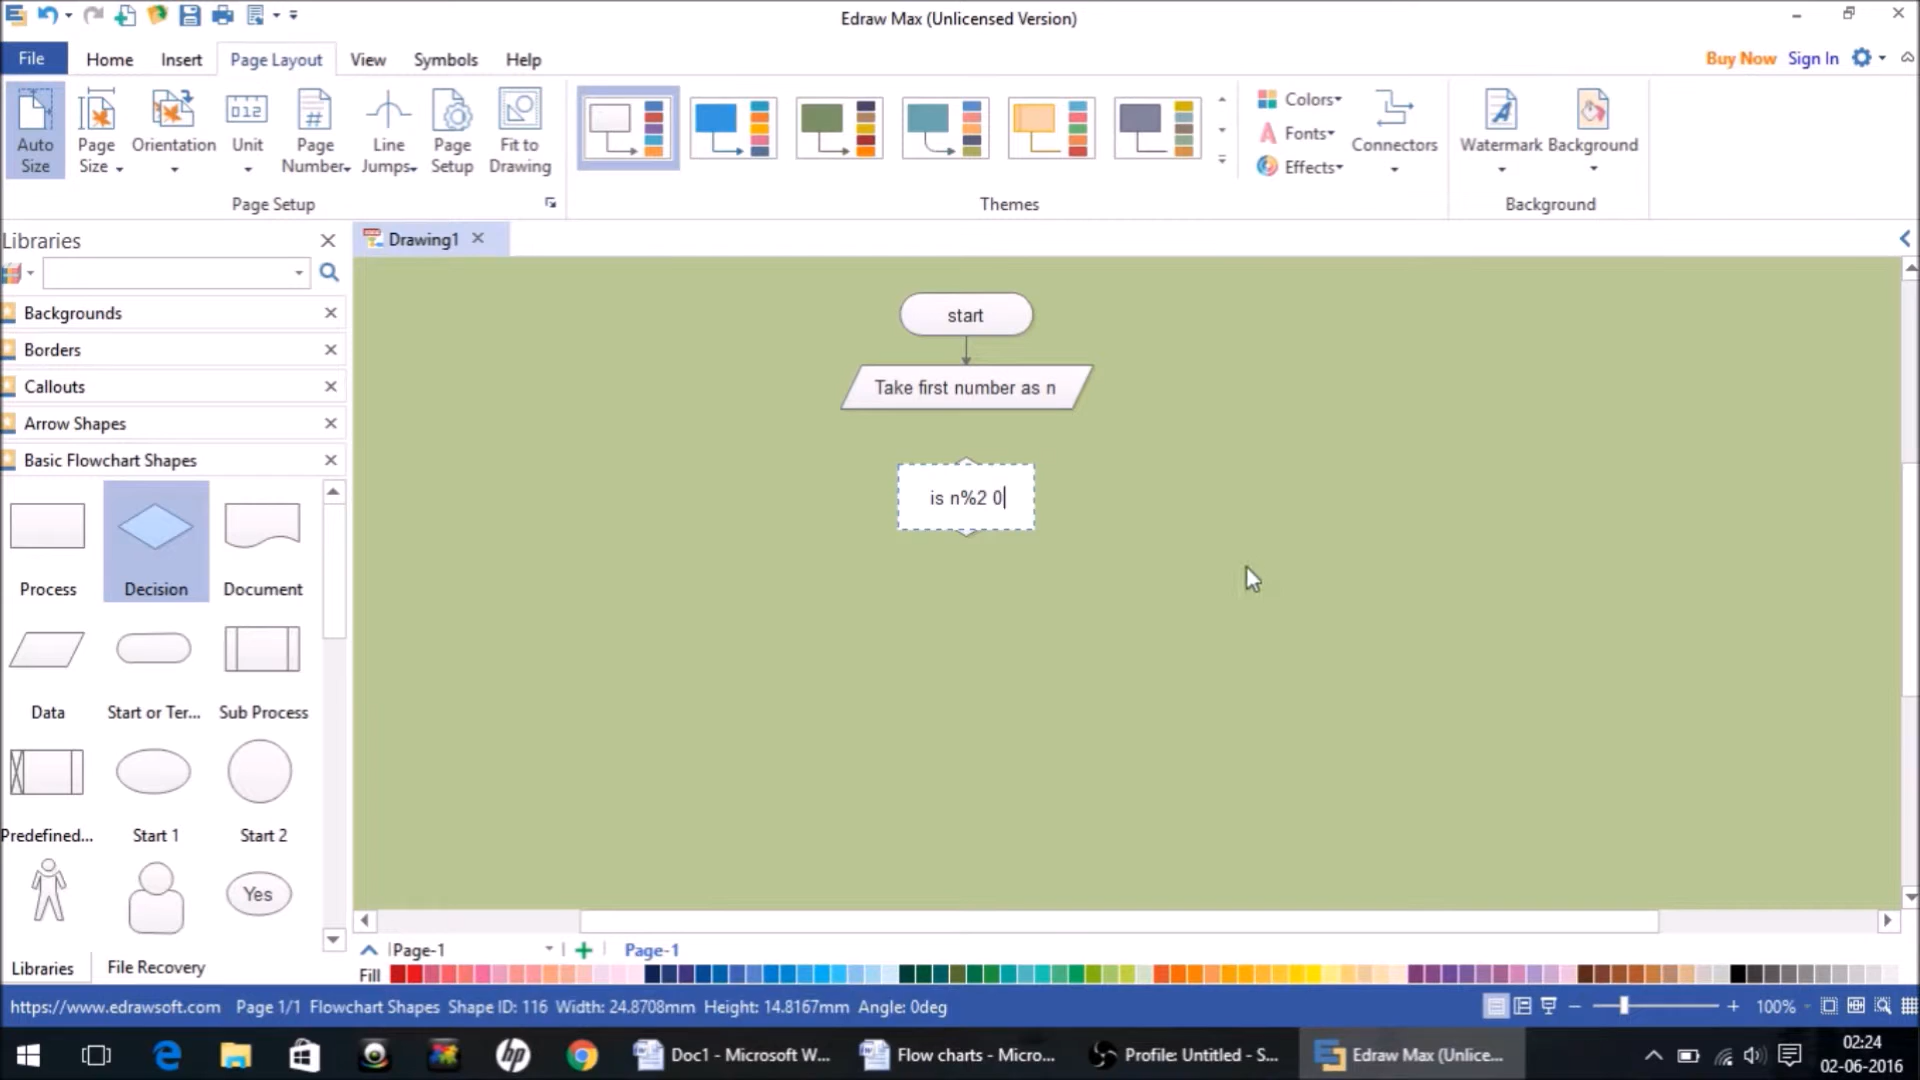 Edraw Max (Unlicensed Version)
File Home Insert Page Layout View Symbols Help
Buy Now Sign In
Auto Size
Page Size
Orientation
Unit
Page Number
Line Jumps
Page Setup
Fit to Drawing
Colors
Fonts
Effects
Connectors
Watermark
Background
Page Setup
Themes
Background
Libraries
Drawing1
Backgrounds
Borders
Callouts
Arrow Shapes
Basic Flowchart Shapes
Process Decision Document
Data Start or Ter... Sub Process
Predefined... Start 1 Start 2
Yes
start
Take first number as n
is n%2 0
Libraries File Recovery
Page-1 Page-1
Fill
https://www.edrawsoft.com Page 1/1 Flowchart Shapes Shape ID: 116 Width: 24.8708mm Height: 14.8167mm Angle: 0deg
100%
Doc1 - Microsoft W...
Flow charts - Micro...
Profile: Untitled - S...
Edraw Max (Unlice...
02:24
02-06-2016